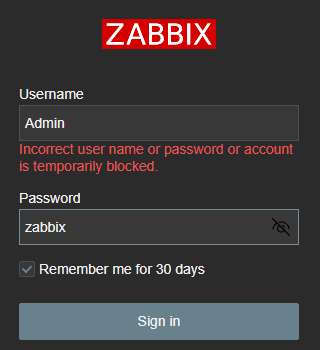 ZABBIX
Username
Admin
Incorrect user name or password or account
is temporarily blocked.
Password
zabbix
Remember me for 30 days
Sign in